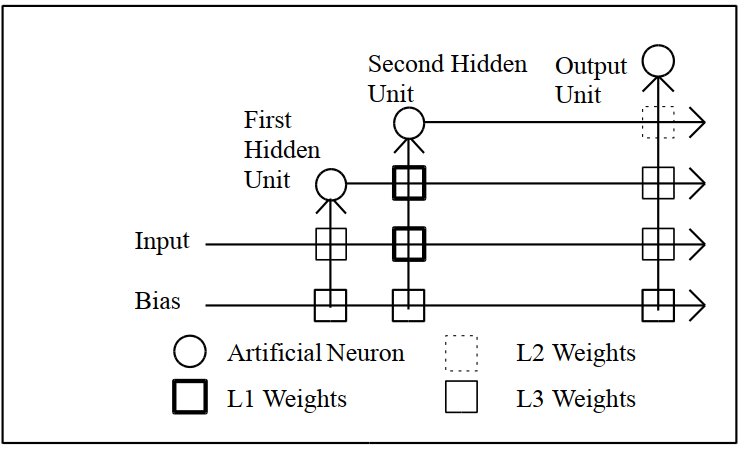 Second Hidden
Unit
Output
Unit
First
Hidden
Unit
Input
Bias
Artificial Neuron
L2 Weights
L1 Weights
L3 Weights